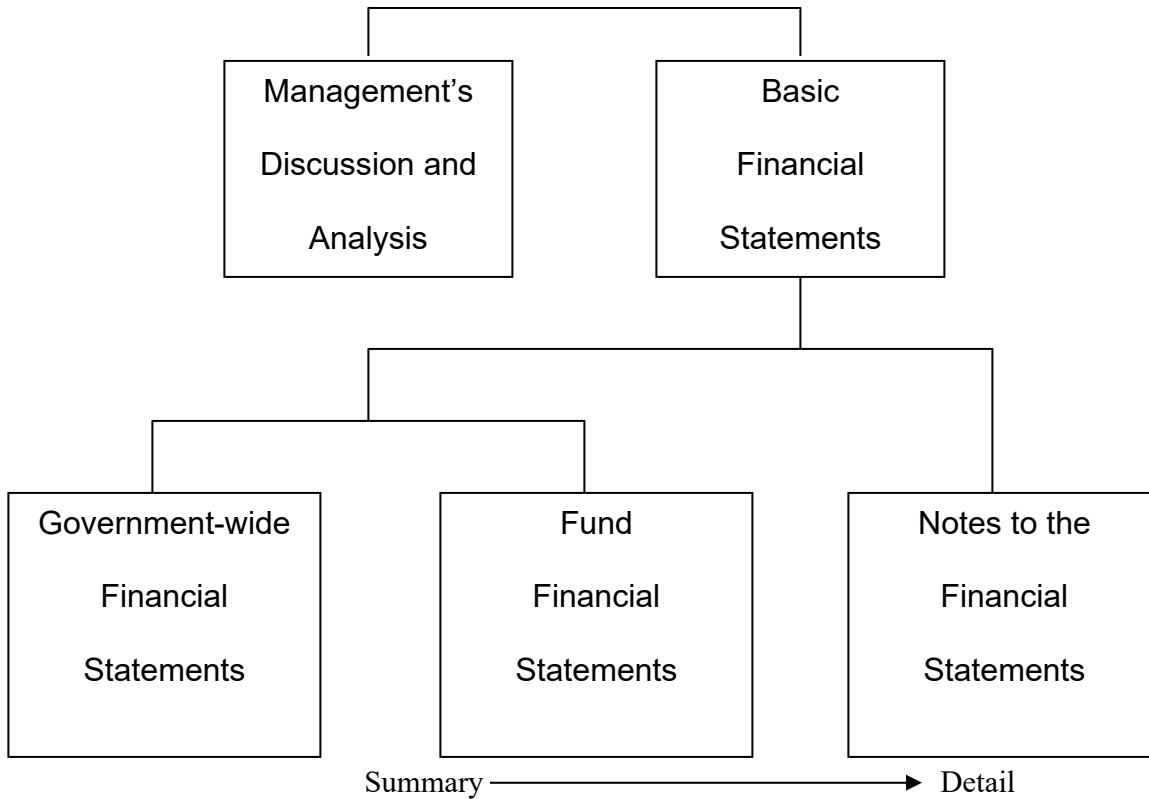 Management’s
Discussion and
Analysis
Basic
Financial
Statements
Government-wide
Financial
Statements
Fund
Financial
Statements
Notes to the
Financial
Statements
Summary
Detail